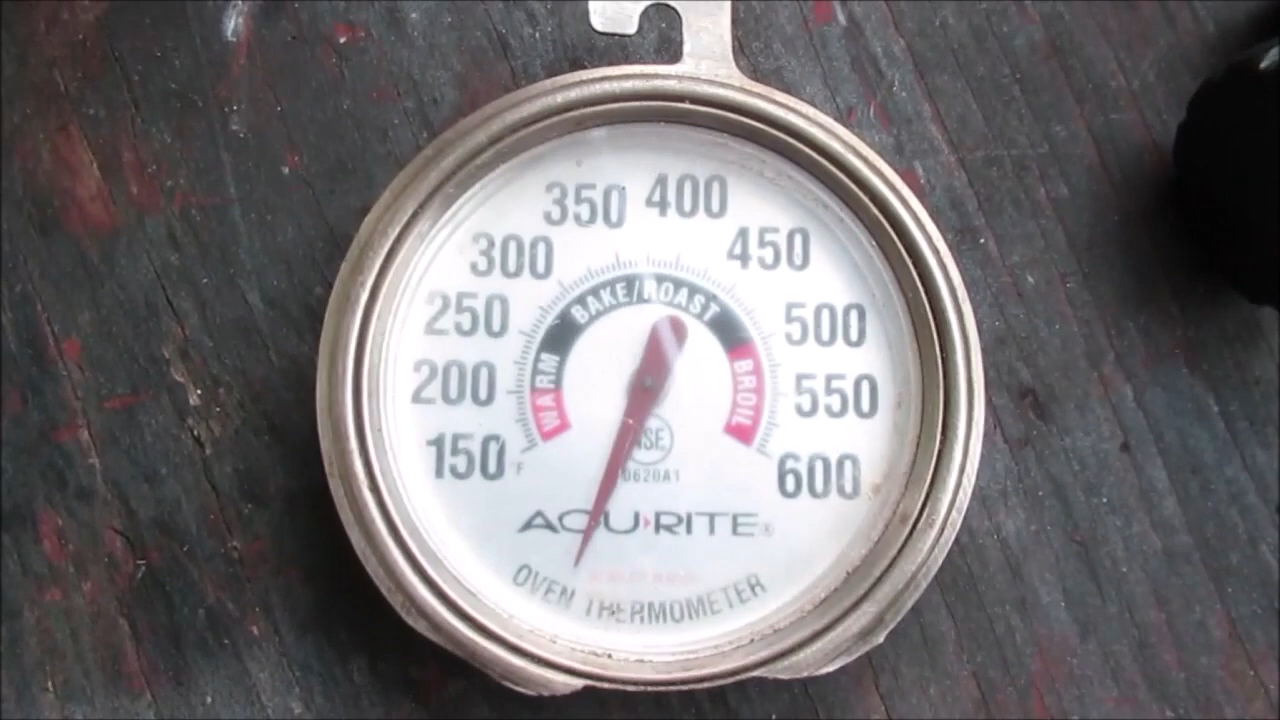 350 400
300 450
250 500
200 550
150 °F 600
BAKE/ROAST
WARM BROIL
NSF
0620A1
ACU RITE®
OVEN THERMOMETER